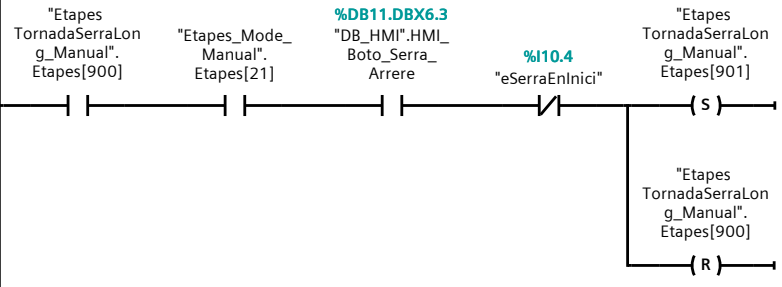 "Etapes
TornadaSerraLon
g_Manual".
Etapes[900]
"Etapes_Mode_
Manual".
Etapes[21]
%DB11.DBX6.3
"DB_HMI".HMI_
Boto_Serra_
Arrere
%I10.4
"eSerraEnInici"
"Etapes
TornadaSerraLon
g_Manual".
Etapes[901]
S
"Etapes
TornadaSerraLon
g_Manual".
Etapes[900]
R